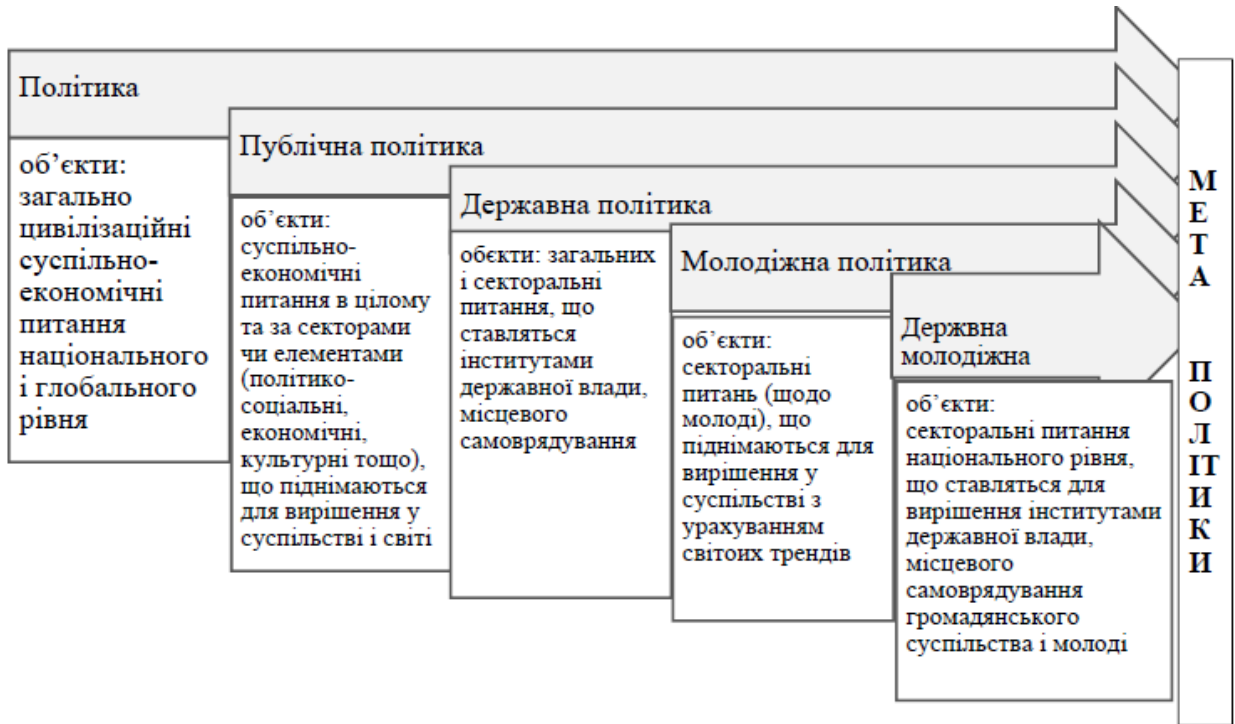 Політика
об’єкти:
загально
цивілізаційні
суспільно-
економічні
питання
національного
і глобального
рівня
Публічна політика
об’єкти:
суспільно-
економічні
питання в цілому
та за секторами
чи елементами
(політико-
соціальні,
економічні,
культурні тощо),
що піднімаються
для вирішення у
суспільстві і світі
Державна політика
обєкти: загальних
і секторальні
питання, що
ставляться
інститутами
державної влади,
місцевого
самоврядування
Молодіжна політика
об’єкти:
секторальні
питань (щодо
молоді), що
піднімаються для
вирішення у
суспільстві з
урахуванням
світоих трендів
Держвна
молодіжна
об’єкти:
секторальні питання
національного рівня,
що ставляться для
вирішення інститутами
державної влади,
місцевого
самоврядування
громадянського
суспільства і молоді
М
Е
Т
А
П
О
Л
ІТ
И
К
И